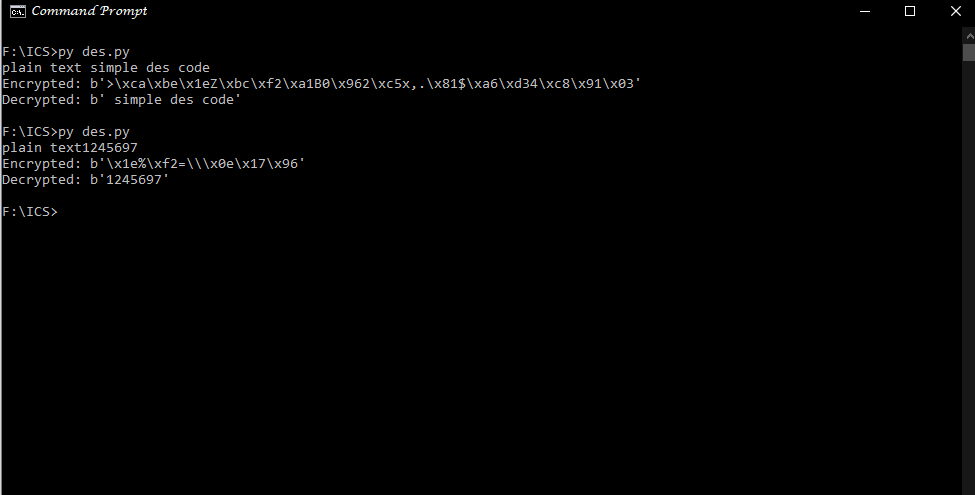 Command Prompt
F:\ICS>py des.py
plain text simple des code
Encrypted: b'>\xca\xbe\x1eZ\xbc\xf2\xa1B0\x962\xc5x,.\x81$\xa6\xd34\xc8\x91\x03'
Decrypted: b' simple des code'
F:\ICS>py des.py
plain text1245697
Encrypted: b'\x1e%\xf2=\\\x0e\x17\x96'
Decrypted: b'1245697'
F:\ICS>